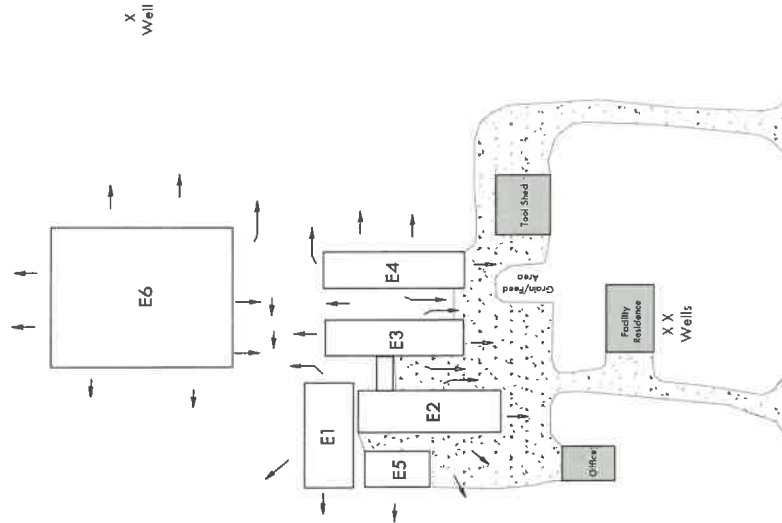 X
Well
E6
E4
E3
E1
E2
E5
Tool Shed
Grain/Feed
Area
Facility
Residence
X X
Wells
Office